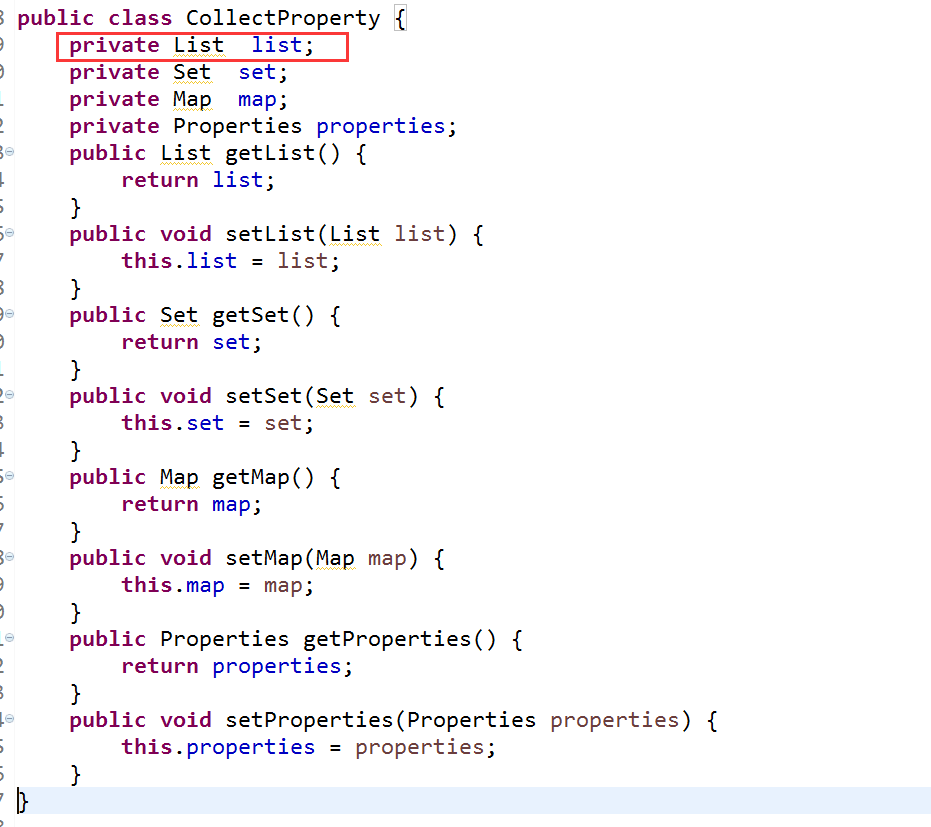 public class CollectProperty {
    private List  list;
    private Set  set;
    private Map  map;
    private Properties properties;
    public List getList() {
        return list;
    }
    public void setList(List list) {
        this.list = list;
    }
    public Set getSet() {
        return set;
    }
    public void setSet(Set set) {
        this.set = set;
    }
    public Map getMap() {
        return map;
    }
    public void setMap(Map map) {
        this.map = map;
    }
    public Properties getProperties() {
        return properties;
    }
    public void setProperties(Properties properties) {
        this.properties = properties;
    }
}